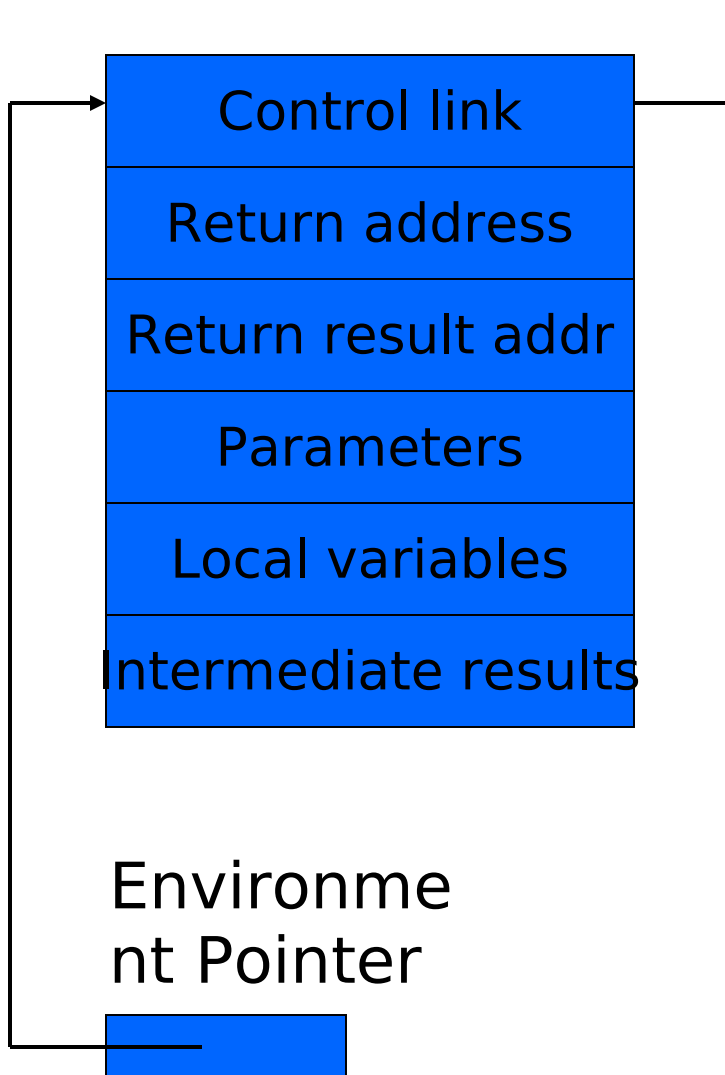 Control link
Return address
Return result addr
Parameters
Local variables
Intermediate results
Environme
nt Pointer